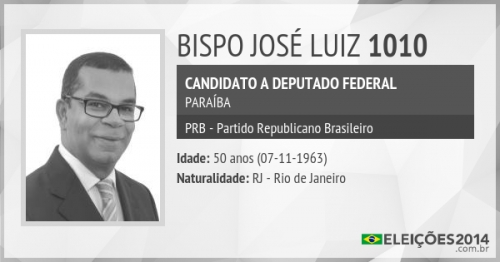 BISPO JOSÉ LUIZ 1010
CANDIDATO A DEPUTADO FEDERAL
PARAÍBA
PRB - Partido Republicano Brasileiro
Idade: 50 anos (07-11-1963)
Naturalidade: RJ - Rio de Janeiro
ELEIÇÕES2014
.com.br